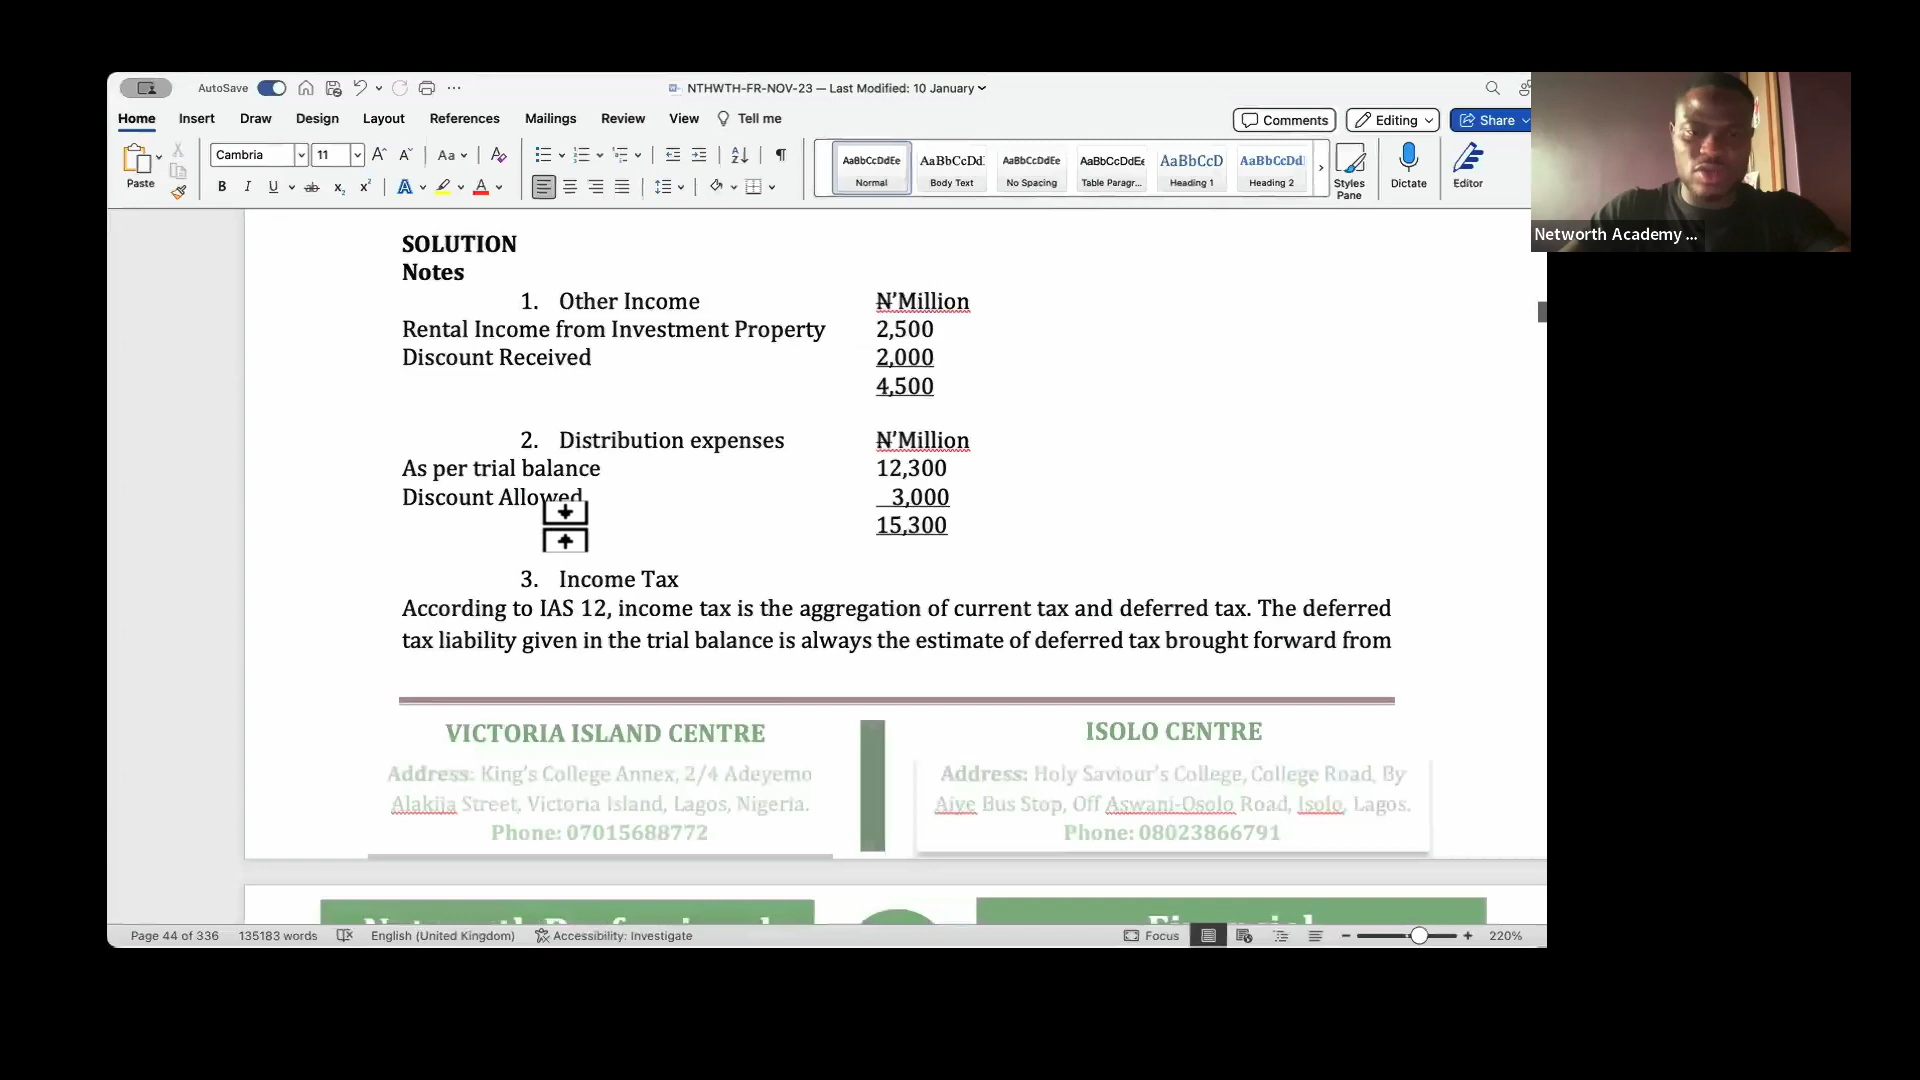 AutoSave
NTHWTH-FR-NOV-23 — Last Modified: 10 January
Home Insert Draw Design Layout References Mailings Review View Tell me
Comments Editing Share
Paste
Cambria 11
AaBbCcDdEe Normal
AaBbCcDd Body Text
AaBbCcDdEe No Spacing
AaBbCcDdEe Table Paragr...
AaBbCcD Heading 1
AaBbCcDd Heading 2
Styles Pane
Dictate
Editor
Networth Academy ...
SOLUTION
Notes
1. Other Income ₦'Million
Rental Income from Investment Property 2,500
Discount Received 2,000
4,500
2. Distribution expenses ₦'Million
As per trial balance 12,300
Discount Allowed 3,000
15,300
3. Income Tax
According to IAS 12, income tax is the aggregation of current tax and deferred tax. The deferred
tax liability given in the trial balance is always the estimate of deferred tax brought forward from
VICTORIA ISLAND CENTRE
Address: King's College Annex, 2/4 Adeyemo
Alakija Street, Victoria Island, Lagos, Nigeria.
Phone: 07015688772
ISOLO CENTRE
Address: Holy Saviour's College, College Road, By
Aiye Bus Stop, Off Aswani-Osolo Road, Isolo, Lagos.
Phone: 08023866791
Page 44 of 336 135183 words English (United Kingdom) Accessibility: Investigate
Focus 220%